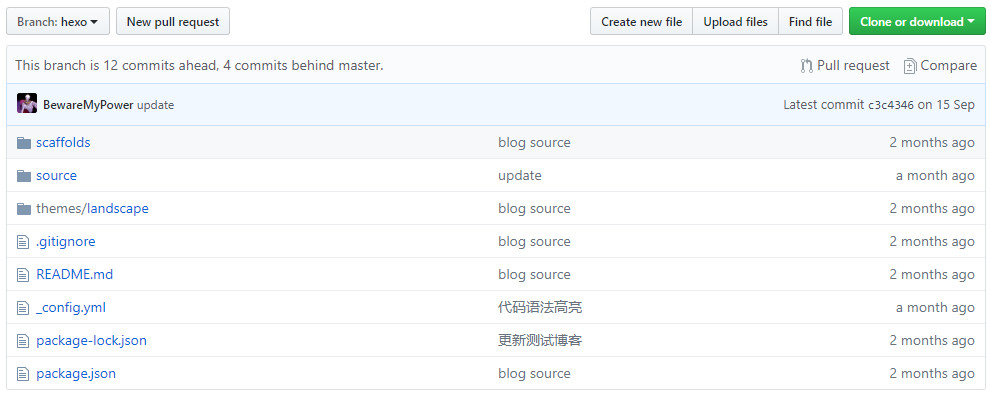 Branch: hexo New pull request Create new file Upload files Find file Clone or download
This branch is 12 commits ahead, 4 commits behind master. Pull request Compare
BewareMyPower update Latest commit c3c4346 on 15 Sep
scaffolds blog source 2 months ago
source update a month ago
themes/landscape blog source 2 months ago
.gitignore blog source 2 months ago
README.md blog source 2 months ago
_config.yml 代码语法高亮 a month ago
package-lock.json 更新测试博客 2 months ago
package.json blog source 2 months ago